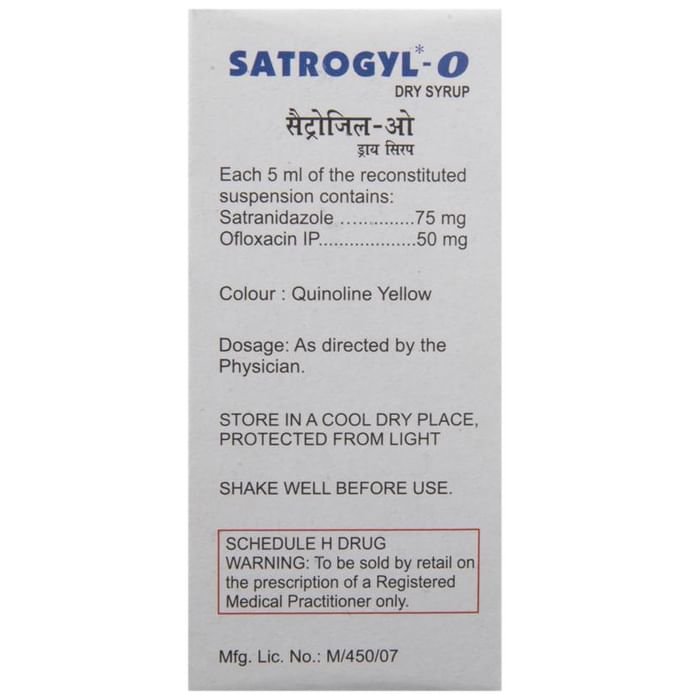 SATROGYL*-O
DRY SYRUP
सैट्रोजिल-ओ
ड्राय सिरप
Each 5 ml of the reconstituted
suspension contains:
Satranidazole ..............75 mg
Ofloxacin IP...................50 mg
Colour : Quinoline Yellow
Dosage: As directed by the
Physician.
STORE IN A COOL DRY PLACE,
PROTECTED FROM LIGHT
SHAKE WELL BEFORE USE.
SCHEDULE H DRUG
WARNING: To be sold by retail on
the prescription of a Registered
Medical Practitioner only.
Mfg. Lic. No.: M/450/07